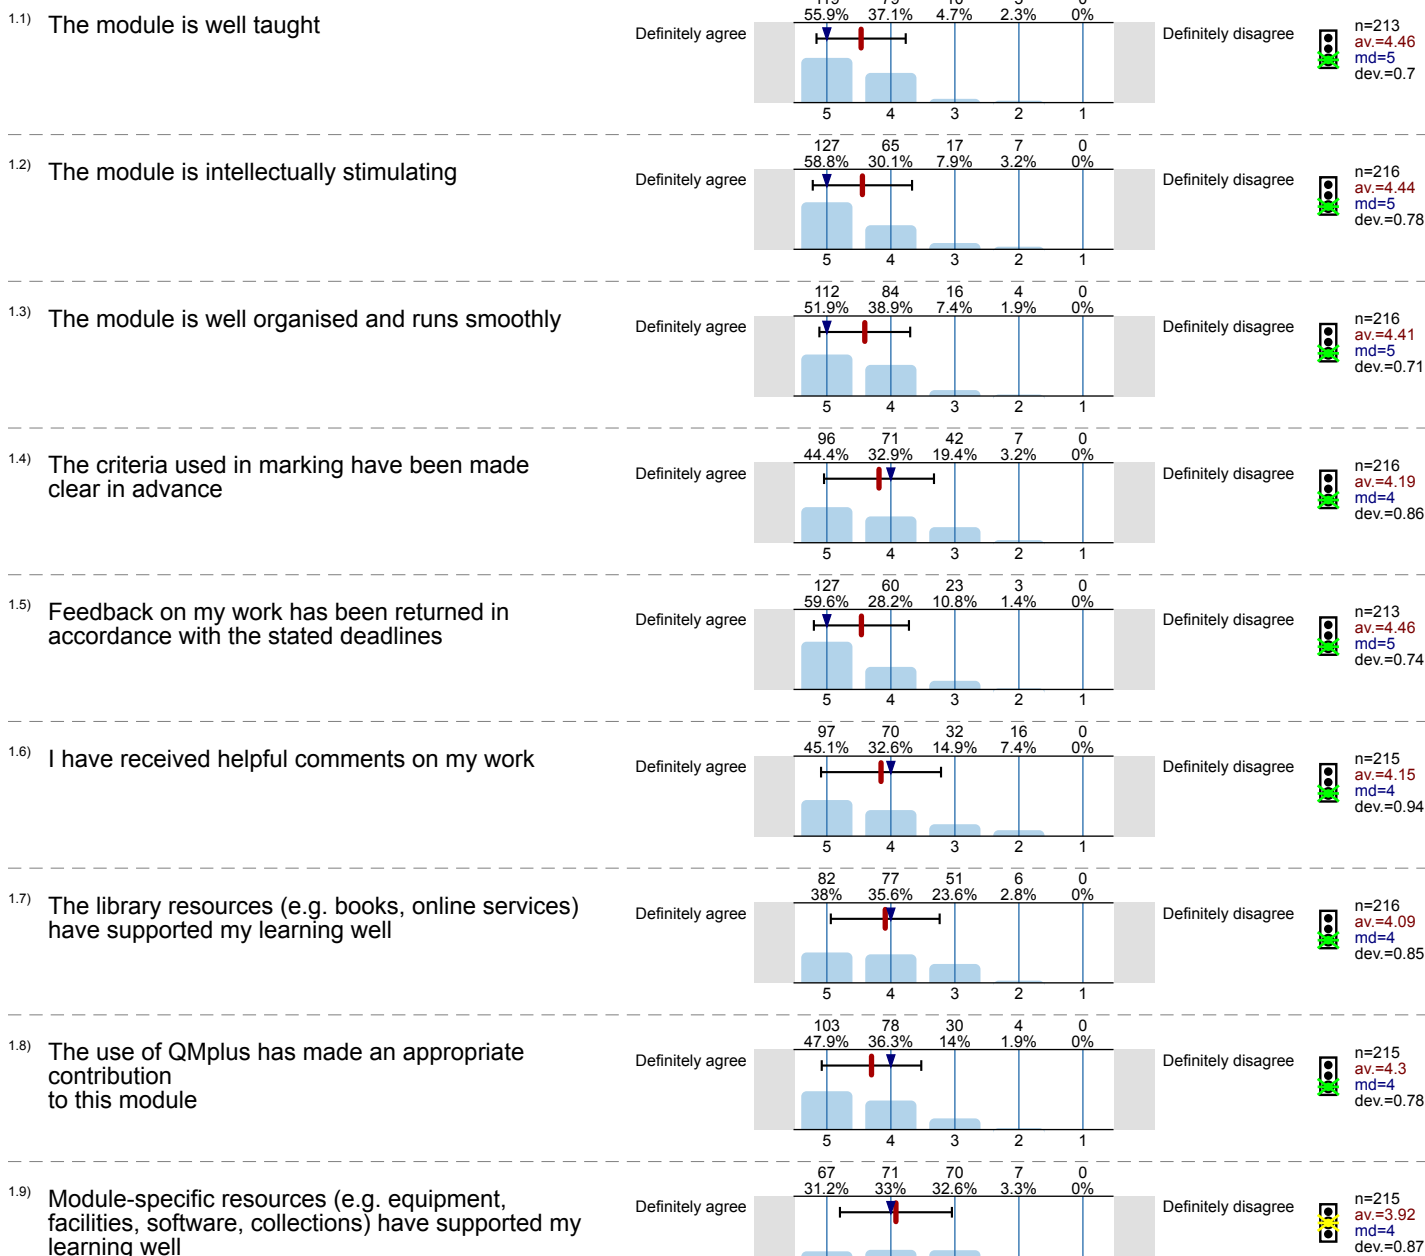 1.1) The module is well taught
55.9% 37.1% 4.7% 2.3% 0%
Definitely agree
Definitely disagree
5 4 3 2 1
n=213
av.=4.46
md=5
dev.=0.7
1.2) The module is intellectually stimulating
127 65 17 7 0
58.8% 30.1% 7.9% 3.2% 0%
Definitely agree
Definitely disagree
5 4 3 2 1
n=216
av.=4.44
md=5
dev.=0.78
1.3) The module is well organised and runs smoothly
112 84 16 4 0
51.9% 38.9% 7.4% 1.9% 0%
Definitely agree
Definitely disagree
5 4 3 2 1
n=216
av.=4.41
md=5
dev.=0.71
1.4) The criteria used in marking have been made
clear in advance
96 71 42 7 0
44.4% 32.9% 19.4% 3.2% 0%
Definitely agree
Definitely disagree
5 4 3 2 1
n=216
av.=4.19
md=4
dev.=0.86
1.5) Feedback on my work has been returned in
accordance with the stated deadlines
127 60 23 3 0
59.6% 28.2% 10.8% 1.4% 0%
Definitely agree
Definitely disagree
5 4 3 2 1
n=213
av.=4.46
md=5
dev.=0.74
1.6) I have received helpful comments on my work
97 70 32 16 0
45.1% 32.6% 14.9% 7.4% 0%
Definitely agree
Definitely disagree
5 4 3 2 1
n=215
av.=4.15
md=4
dev.=0.94
1.7) The library resources (e.g. books, online services)
have supported my learning well
82 77 51 6 0
38% 35.6% 23.6% 2.8% 0%
Definitely agree
Definitely disagree
5 4 3 2 1
n=216
av.=4.09
md=4
dev.=0.85
1.8) The use of QMplus has made an appropriate
contribution
to this module
103 78 30 4 0
47.9% 36.3% 14% 1.9% 0%
Definitely agree
Definitely disagree
5 4 3 2 1
n=215
av.=4.3
md=4
dev.=0.78
1.9) Module-specific resources (e.g. equipment,
facilities, software, collections) have supported my
learning well
67 71 70 7 0
31.2% 33% 32.6% 3.3% 0%
Definitely agree
Definitely disagree
n=215
av.=3.92
md=4
dev.=0.87